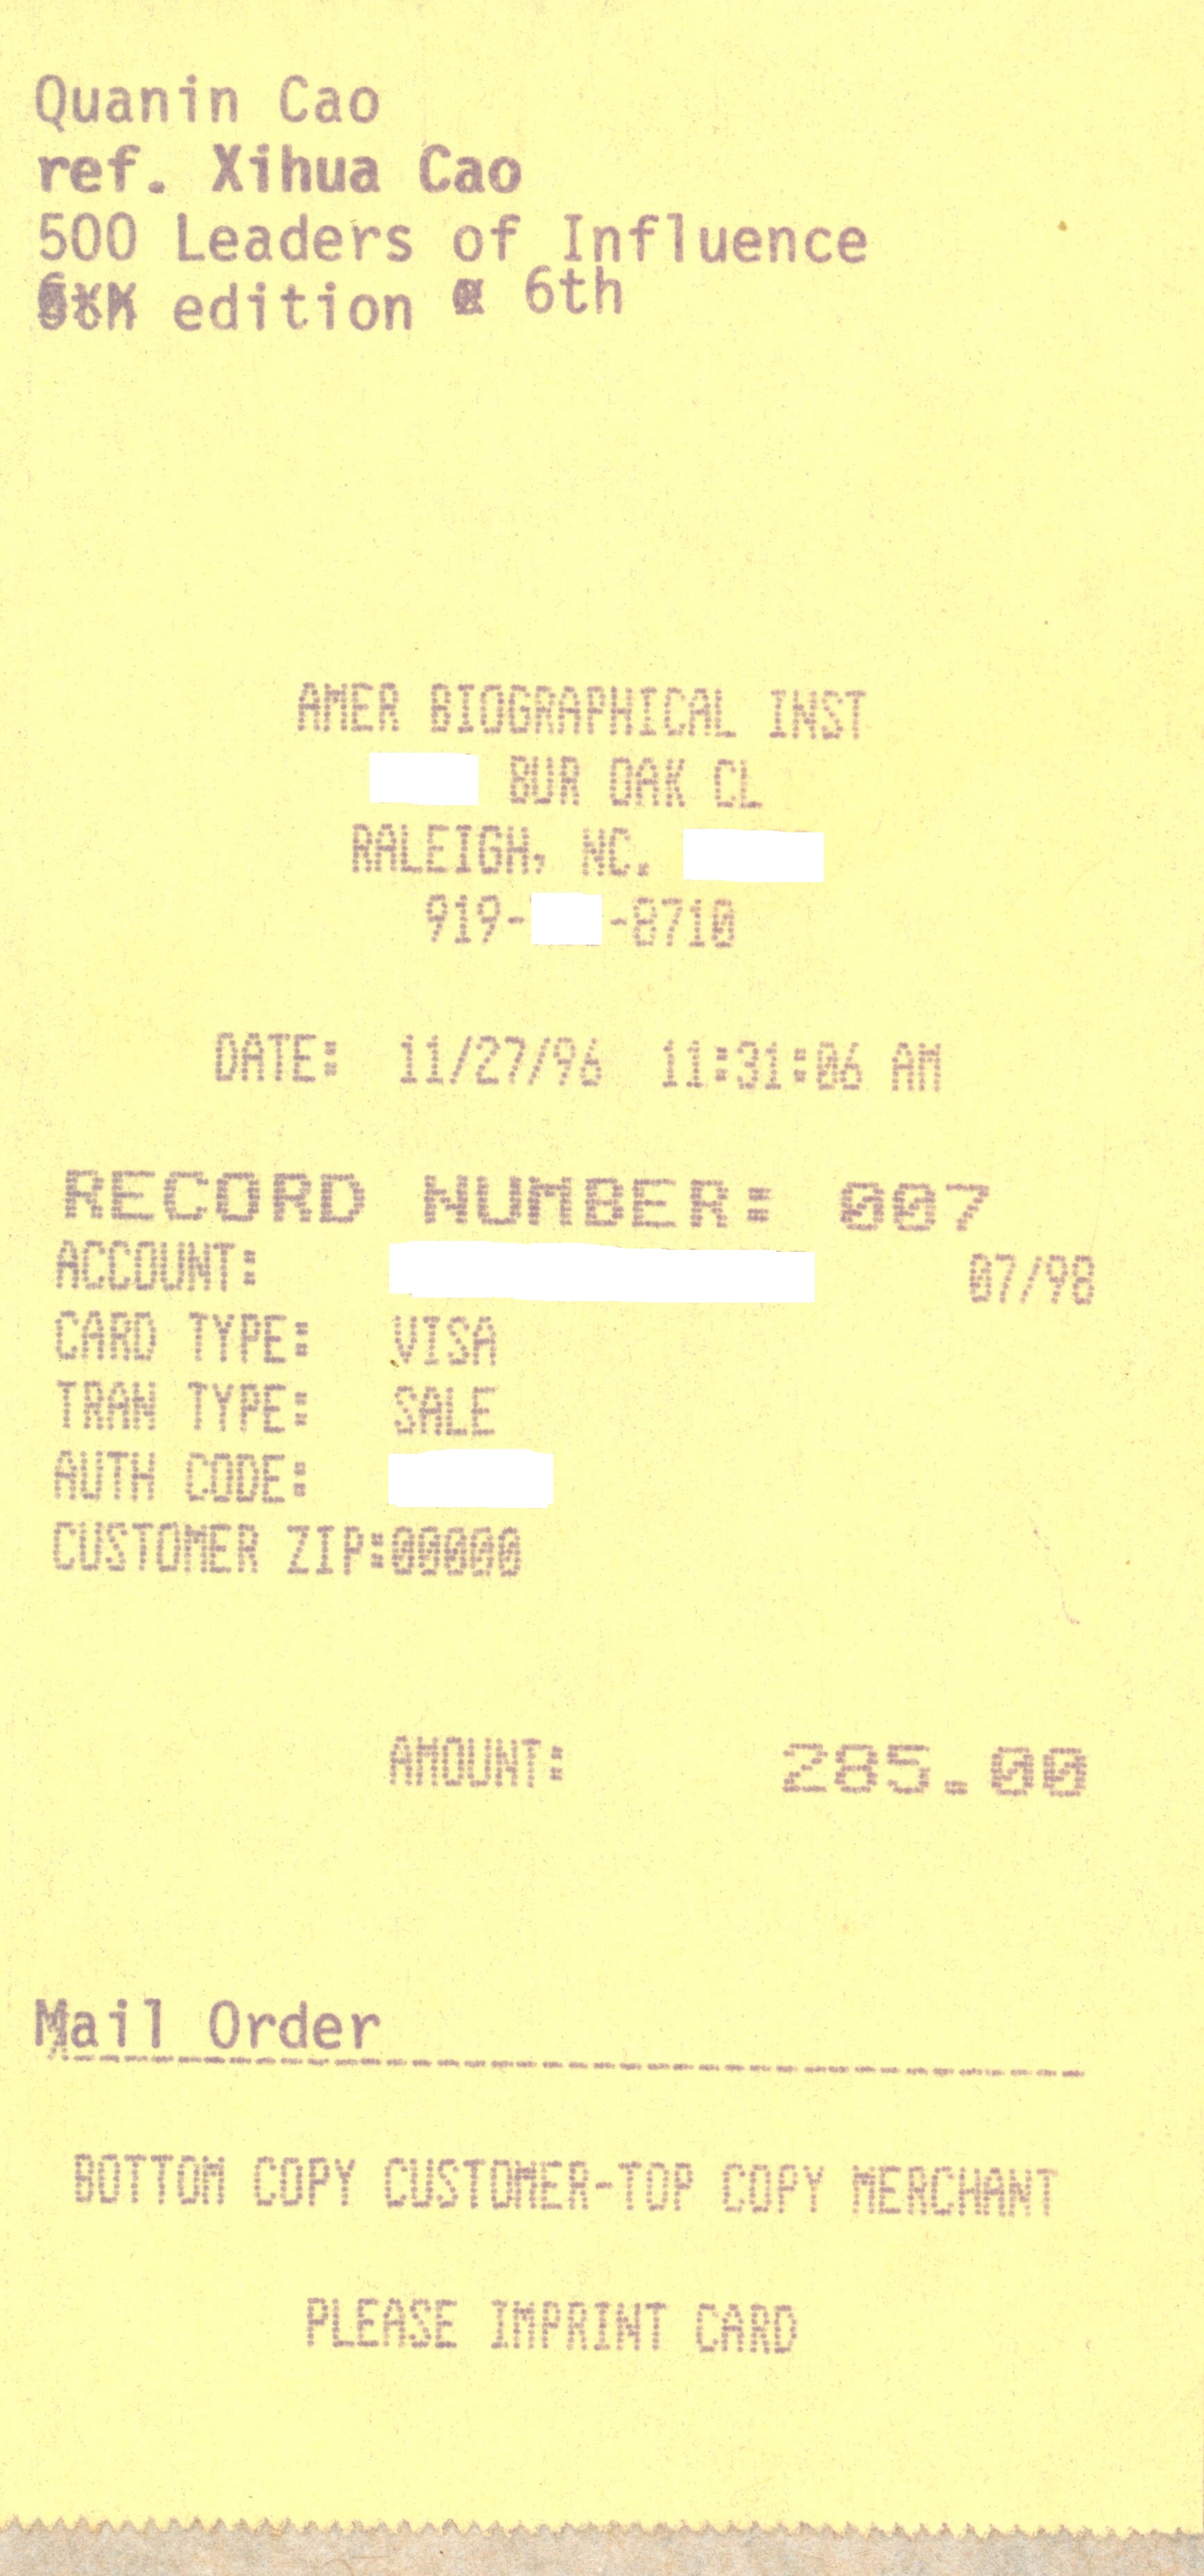 Quanin Cao
ref. Xihua Cao
500 Leaders of Influence
edition 6th
AMER BIOGRAPHICAL INST
BUR OAK CL
RALEIGH, NC.
919- -8710
DATE: 11/27/96 11:31:06 AM
RECORD NUMBER: 007
ACCOUNT: 07/98
CARD TYPE: VISA
TRAN TYPE: SALE
AUTH CODE:
CUSTOMER ZIP:00000
AMOUNT: 285.00
Mail Order
BOTTOM COPY CUSTOMER-TOP COPY MERCHANT
PLEASE IMPRINT CARD